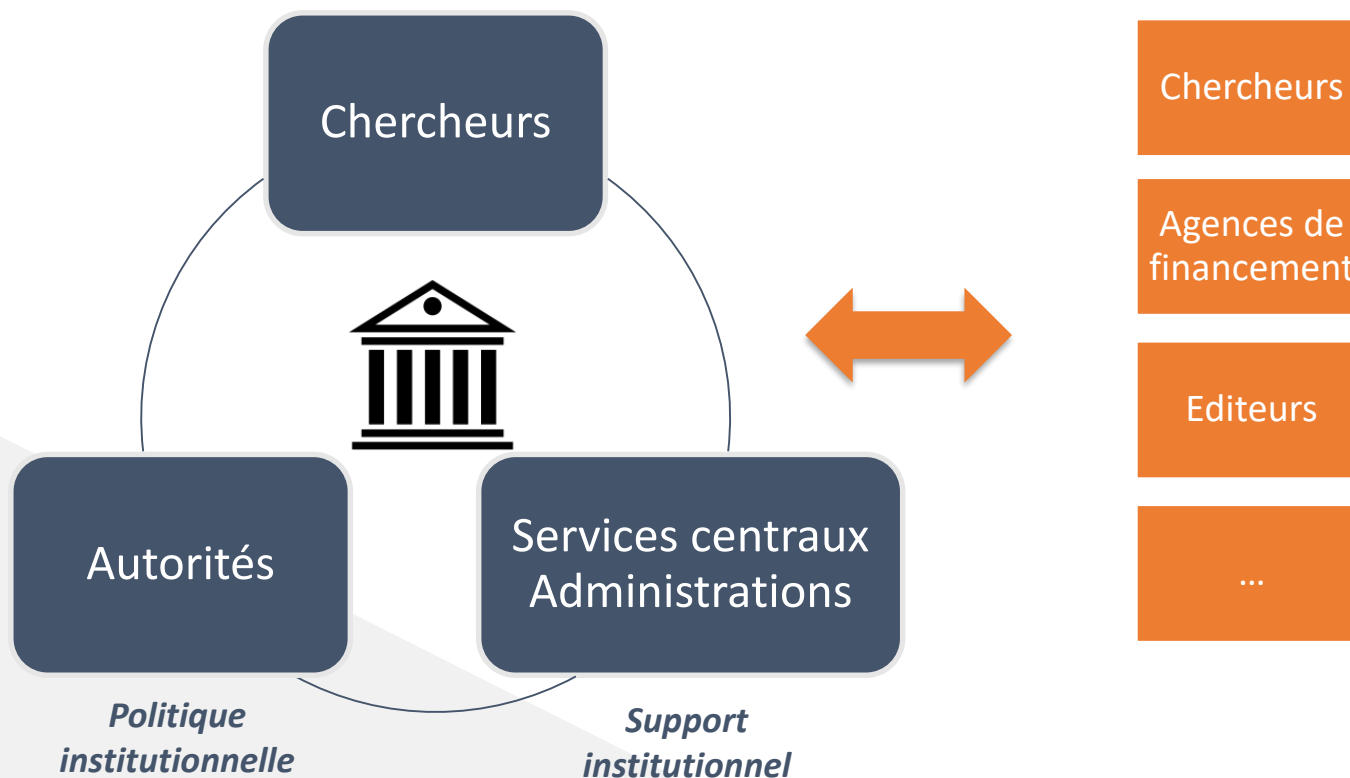 Chercheurs
Autorités
Services centraux
Administrations
Politique
institutionnelle
Support
institutionnel
Chercheurs
Agences de
financement
Editeurs
...